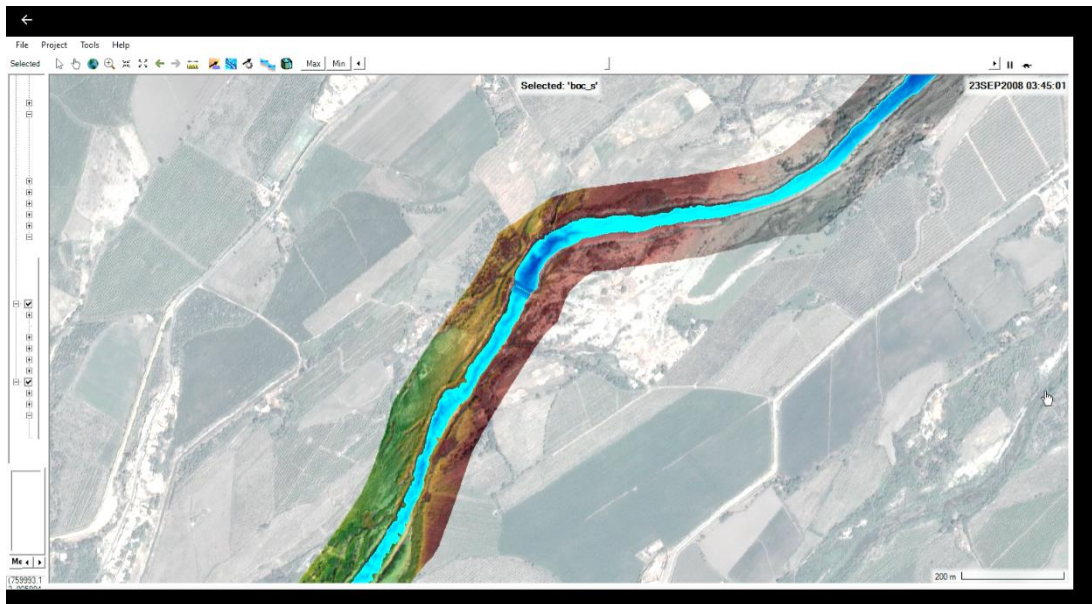 File Project Tools Help
Selected Max Min
Selected: 'boc_s'
23SEP2008 03:45:01
200 m
Me
(759993.1